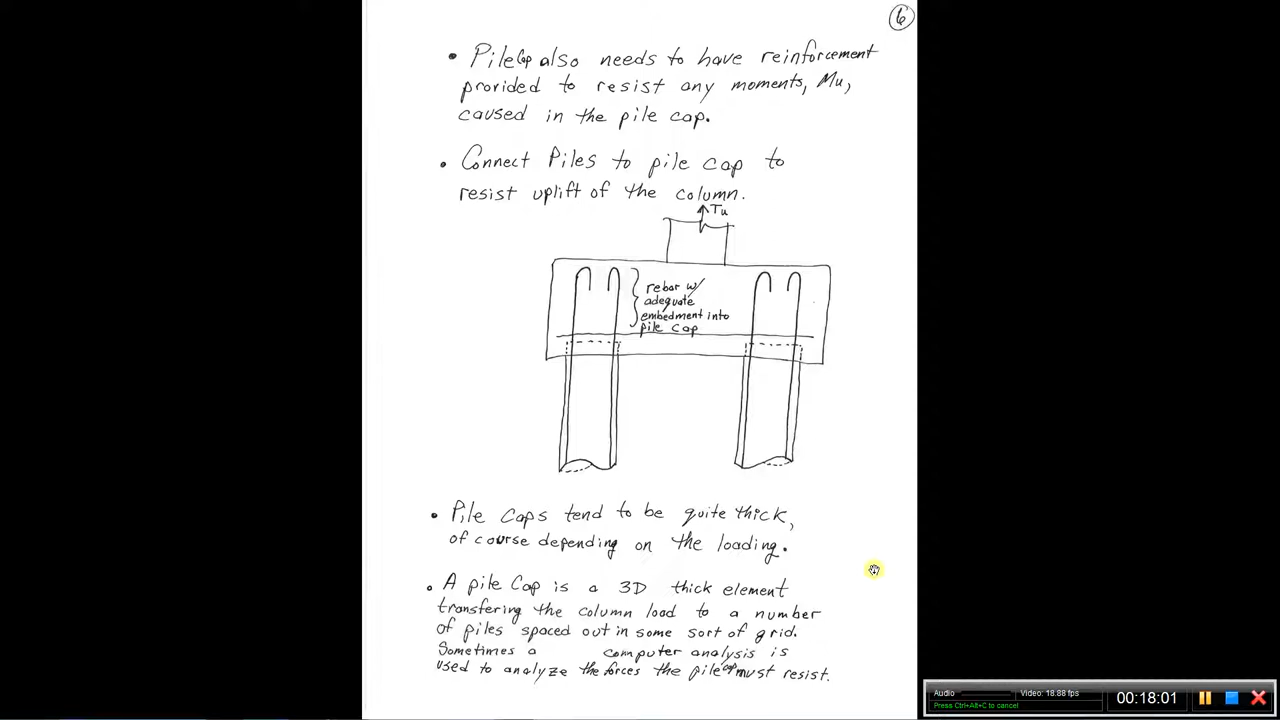 6
• Pile Cap also needs to have reinforcement
provided to resist any moments, Mu,
caused in the pile cap.
• Connect Piles to pile cap to
resist uplift of the column.
Tu
rebar w/
adequate
embedment into
pile cap
• Pile Caps tend to be quite thick,
of course depending on the loading.
• A pile Cap is a 3D thick element
transfering the column load to a number
of piles spaced out in some sort of grid.
Sometimes a computer analysis is
used to analyze the forces the pile cap must resist.
Audio
Video: 18.88 fps
Press Ctrl+Alt+C to cancel
00:18:01